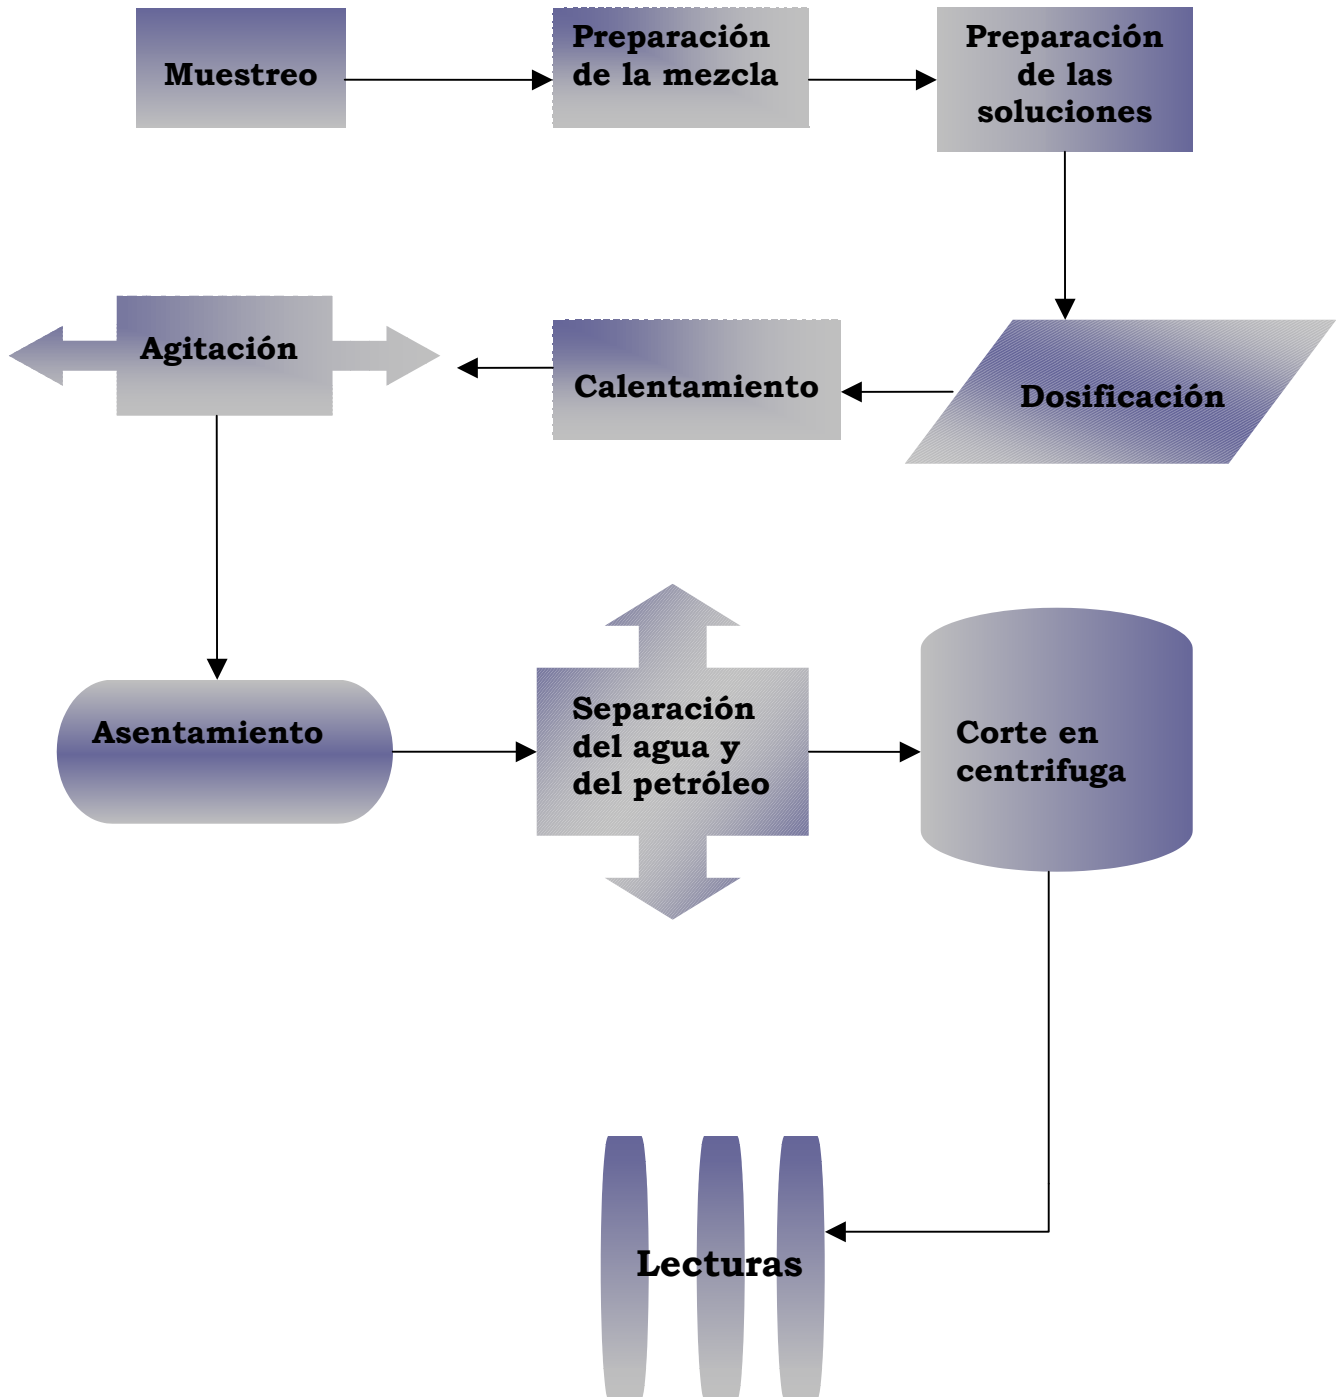 Muestreo
Preparación
de la mezcla
Preparación
de las
soluciones
Agitación
Calentamiento
Dosificación
Asentamiento
Separación
del agua y
del petróleo
Corte en
centrifuga
Lecturas